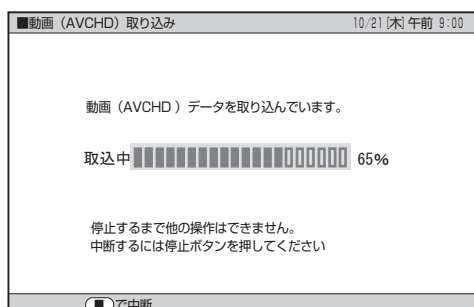 ■動画（AVCHD）取り込み 10/21[木]午前 9:00
動画（AVCHD ）データを取り込んでいます。
取込中 65%
停止するまで他の操作はできません。
中断するには停止ボタンを押してください
■で中断